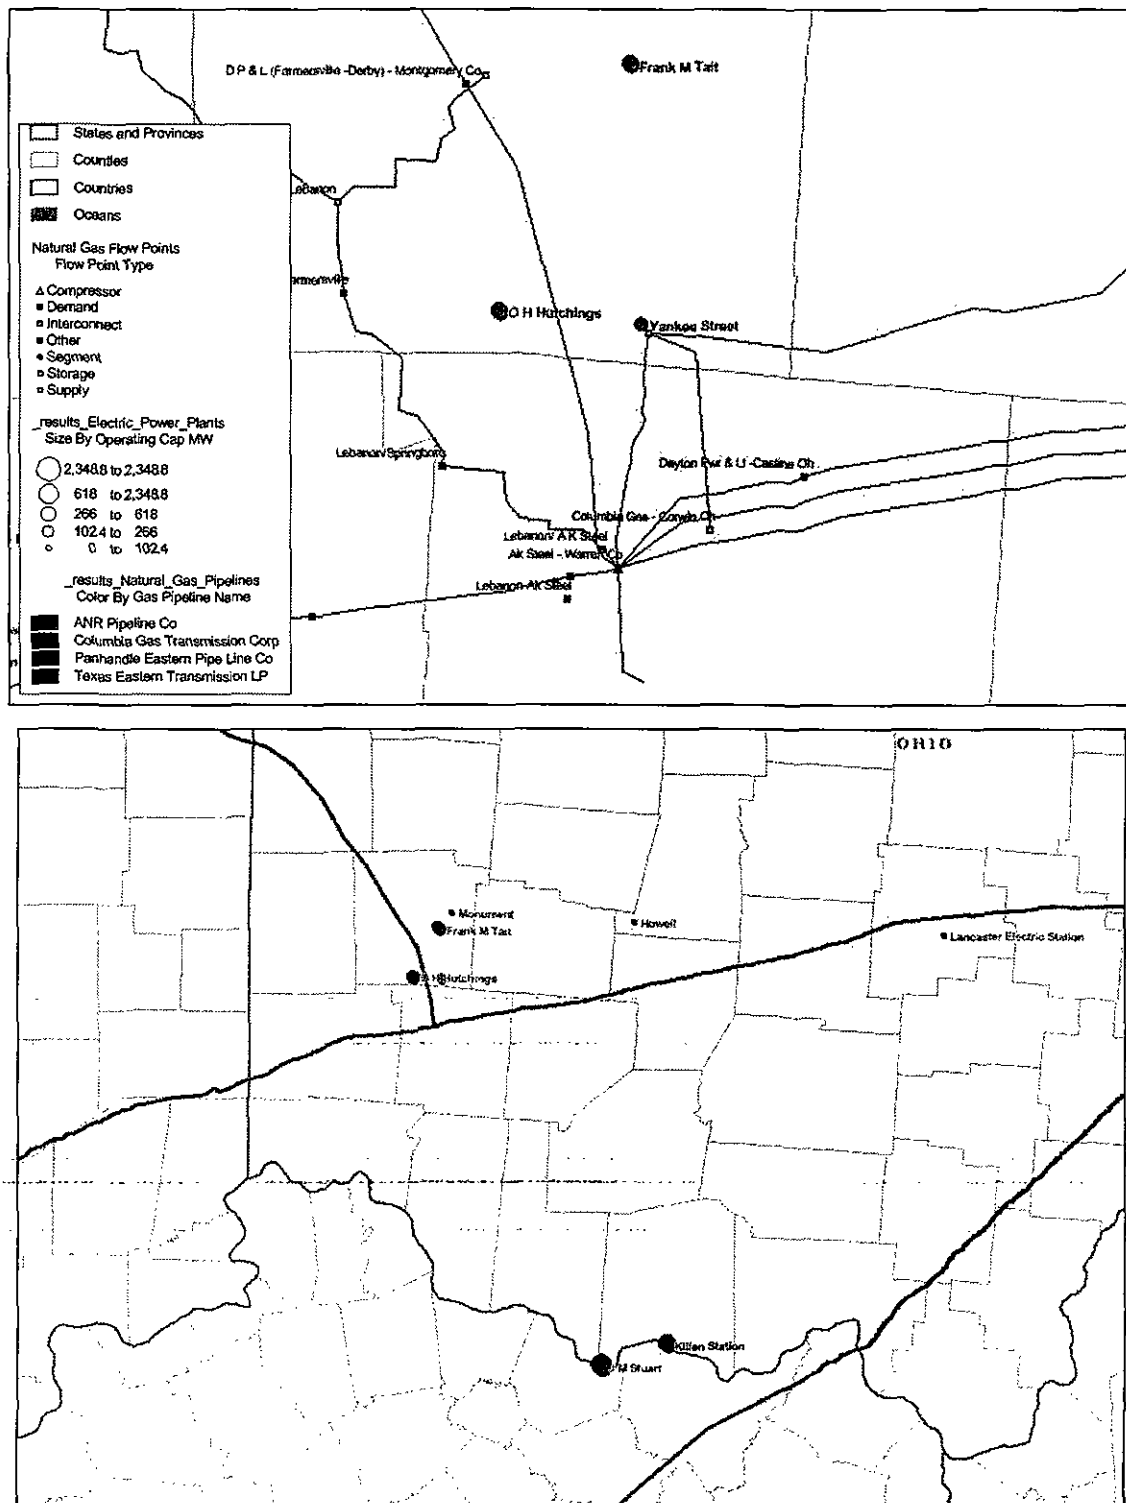 D P & L (Farmersville -Derby) - Montgomery Co
Frank M Tait
States and Provinces
Counties
Countries
Oceans
Lebanon
Natural Gas Flow Points
Flow Point Type
Compressor
Demand
Interconnect
Other
Segment
Storage
Supply
O H Hutchings
Yankee Street
_results_Electric_Power_Plants
Size By Operating Cap MW
2,348.8 to 2,348.8
618 to 2,348.8
266 to 618
102.4 to 266
0 to 102.4
Lebanon/Springboro
Dayton Pwr & Lt -Castine Oh
Columbia Gas - Corwin Oh
Lebanon/ A K Steel
Ak Steel - Warren Co
Lebanon-Ak Steel
_results_Natural_Gas_Pipelines
Color By Gas Pipeline Name
ANR Pipeline Co
Columbia Gas Transmission Corp
Panhandle Eastern Pipe Line Co
Texas Eastern Transmission LP
OHIO
Monument
Frank M Tait
Howell
Lancaster Electric Station
Hutchings
Killen Station
J M Stuart